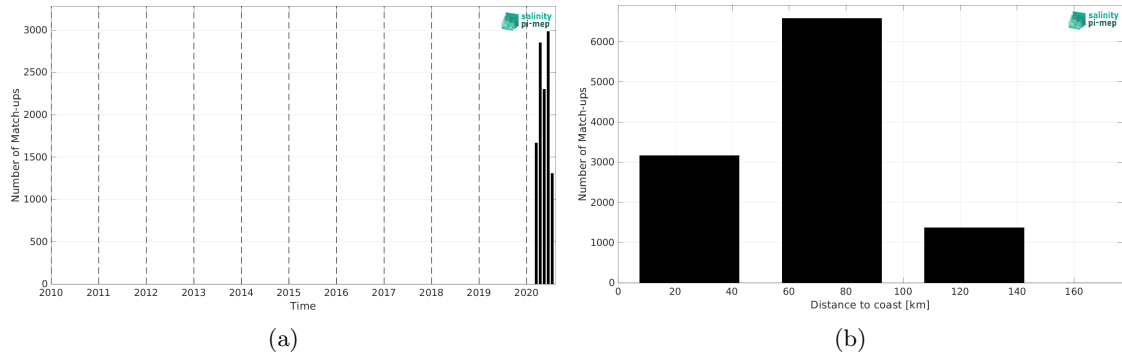 salinity
pi-mep
Number of Match-ups
3000
2500
2000
1500
1000
500
0
2010 2011 2012 2013 2014 2015 2016 2017 2018 2019 2020
Time
(a)
salinity
pi-mep
Number of Match-ups
6000
5000
4000
3000
2000
1000
0
0 20 40 60 80 100 120 140 160
Distance to coast [km]
(b)